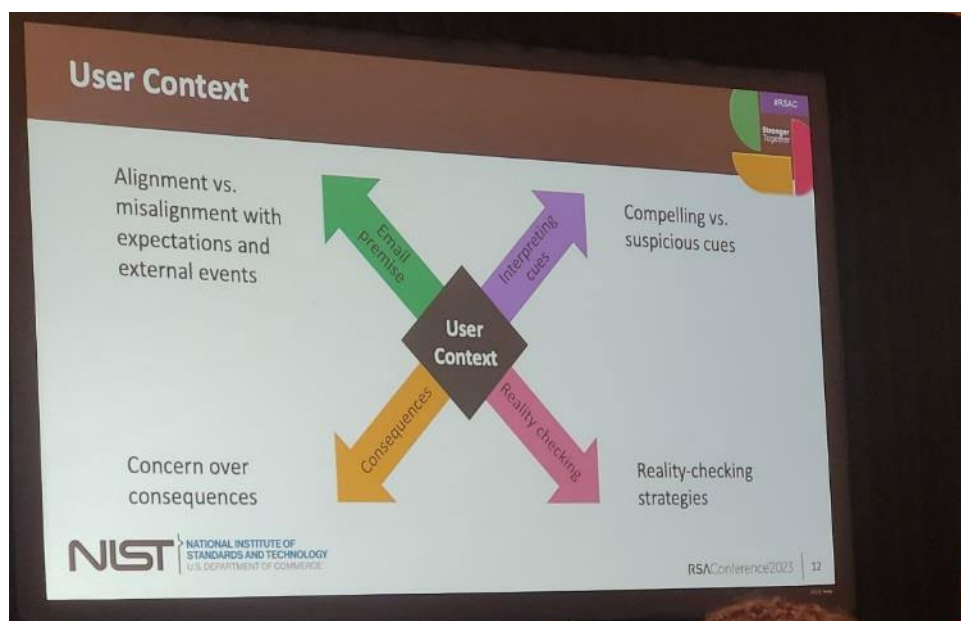 User Context
#RSAC
Stronger
Together
Alignment vs.
misalignment with
expectations and
external events
Email
premise
Interpreting
cues
Compelling vs.
suspicious cues
User
Context
Consequences
Reality checking
Concern over
consequences
Reality-checking
strategies
NIST
NATIONAL INSTITUTE OF
STANDARDS AND TECHNOLOGY
U.S. DEPARTMENT OF COMMERCE
RSAConference2023
12